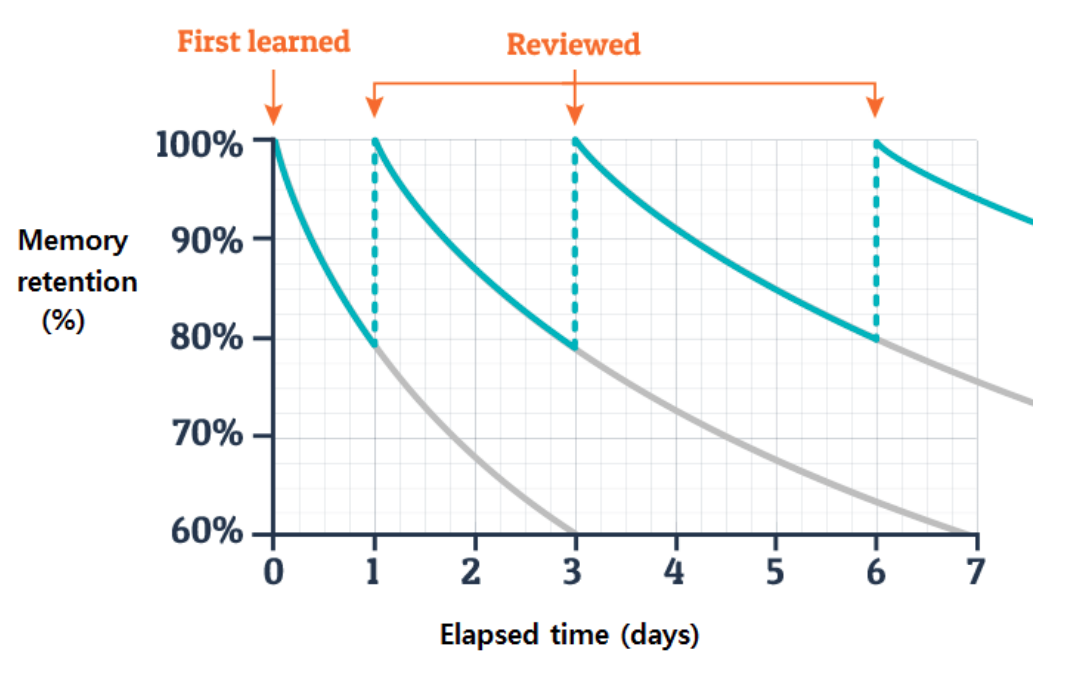 First learned
Reviewed
100%
90%
80%
70%
60%
Memory
retention
(%)
0 1 2 3 4 5 6 7
Elapsed time (days)